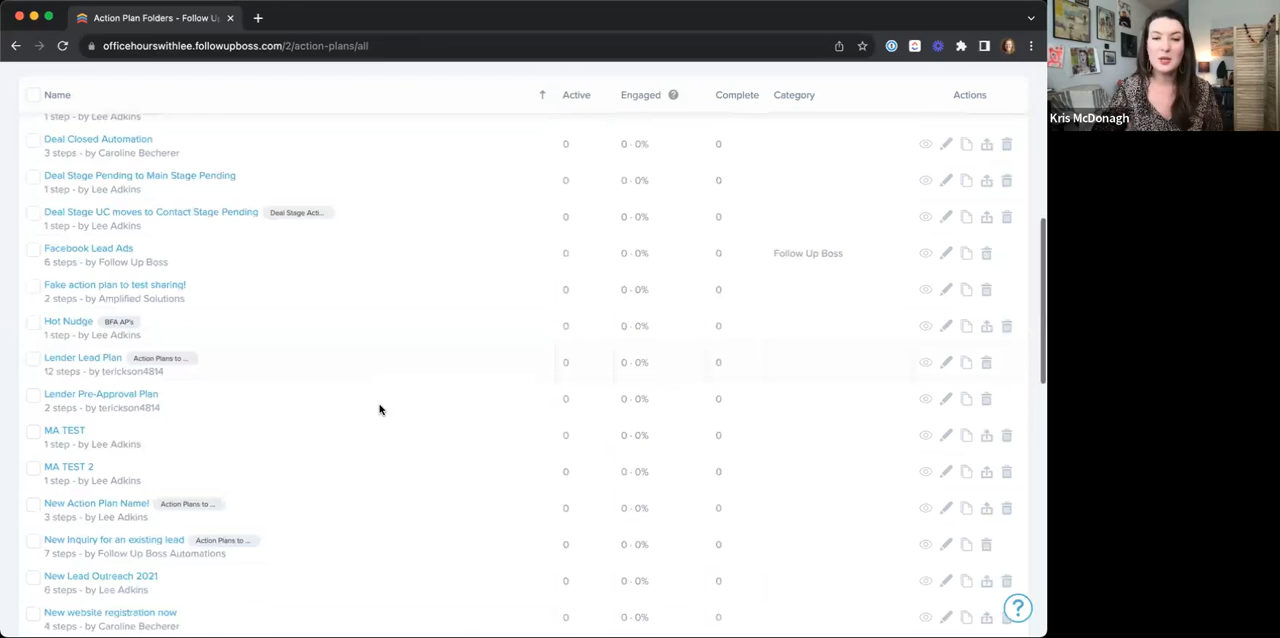 Action Plan Folders - Follow U
officehourswithlee.followupboss.com/2/action-plans/all
Name Active Engaged Complete Category Actions
1 step - by Lee Adkins
Deal Closed Automation
3 steps - by Caroline Becherer
0 0 · 0% 0
Deal Stage Pending to Main Stage Pending
1 step - by Lee Adkins
0 0 · 0% 0
Deal Stage UC moves to Contact Stage Pending Deal Stage Acti...
1 step - by Lee Adkins
0 0 · 0% 0
Facebook Lead Ads
6 steps - by Follow Up Boss
0 0 · 0% 0 Follow Up Boss
Fake action plan to test sharing!
2 steps - by Amplified Solutions
0 0 · 0% 0
Hot Nudge BFA AP's
1 step - by Lee Adkins
0 0 · 0% 0
Lender Lead Plan Action Plans to ...
12 steps - by terickson4814
0 0 · 0% 0
Lender Pre-Approval Plan
2 steps - by terickson4814
0 0 · 0% 0
MA TEST
1 step - by Lee Adkins
0 0 · 0% 0
MA TEST 2
1 step - by Lee Adkins
0 0 · 0% 0
New Action Plan Name! Action Plans to ...
3 steps - by Lee Adkins
0 0 · 0% 0
New Inquiry for an existing lead Action Plans to ...
7 steps - by Follow Up Boss Automations
0 0 · 0% 0
New Lead Outreach 2021
6 steps - by Lee Adkins
0 0 · 0% 0
New website registration now
4 steps - by Caroline Becherer
0 0 · 0% 0
Kris McDonagh